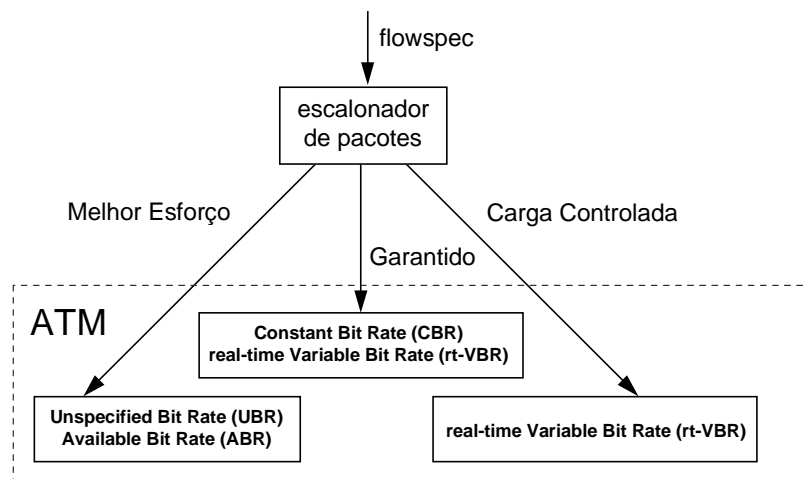 flowspec
escalonador
de pacotes
Melhor Esforço
Carga Controlada
Garantido
ATM
Constant Bit Rate (CBR)
real-time Variable Bit Rate (rt-VBR)
Unspecified Bit Rate (UBR)
Available Bit Rate (ABR)
real-time Variable Bit Rate (rt-VBR)